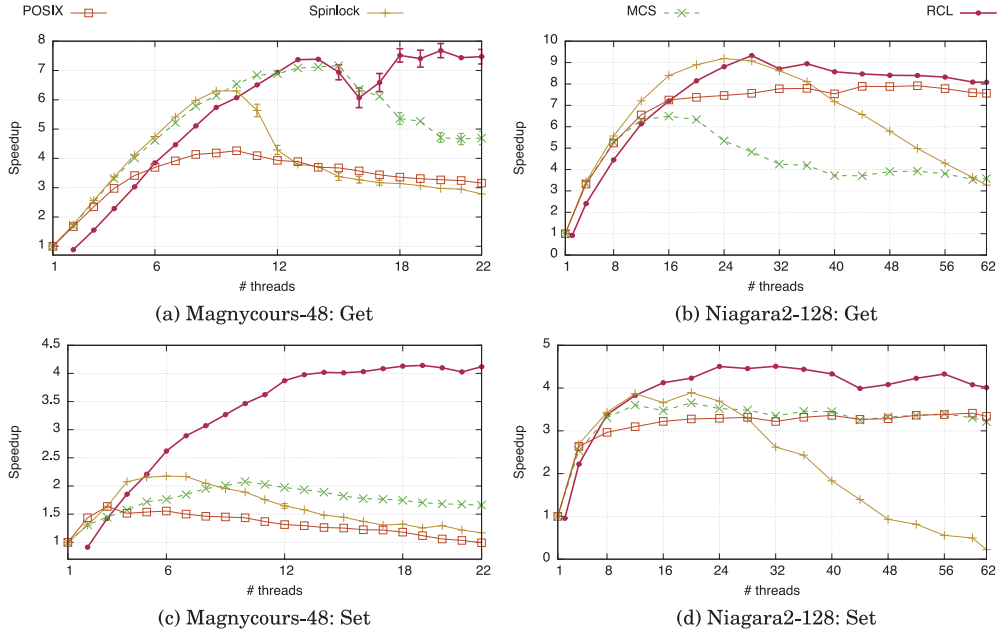 POSIX Spinlock MCS RCL
8 7 6 5 4 3 2 1
Speedup
1 6 12 18 22
# threads
(a) Magnycours-48: Get
10 9 8 7 6 5 4 3 2 1 0
Speedup
1 8 16 24 32 40 48 56 62
# threads
(b) Niagara2-128: Get
4.5 4 3.5 3 2.5 2 1.5 1
Speedup
1 6 12 18 22
# threads
(c) Magnycours-48: Set
5 4 3 2 1 0
Speedup
1 8 16 24 32 40 48 56 62
# threads
(d) Niagara2-128: Set